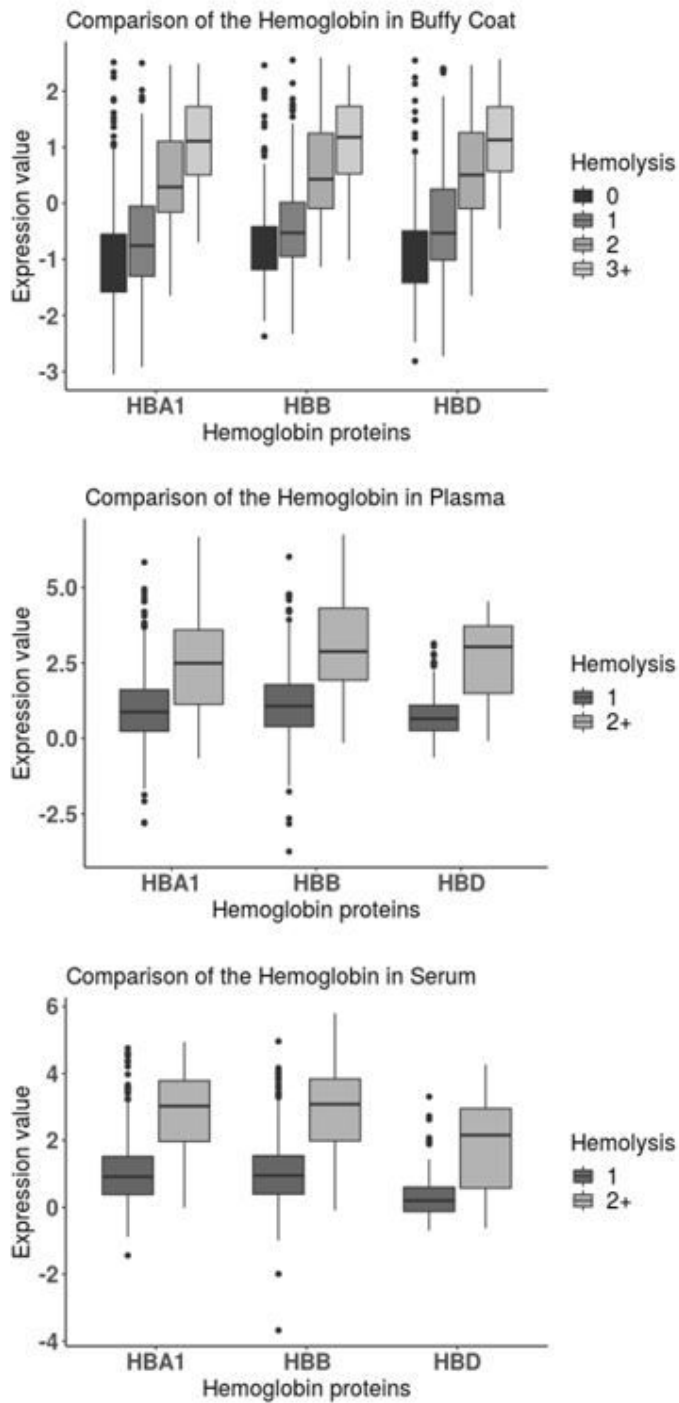 Comparison of the Hemoglobin in Buffy Coat
Expression value
2
1
0
-1
-2
-3
HBA1 HBB HBD
Hemoglobin proteins
Hemolysis
0
1
2
3+
Comparison of the Hemoglobin in Plasma
Expression value
5.0
2.5
0.0
-2.5
HBA1 HBB HBD
Hemoglobin proteins
Hemolysis
1
2+
Comparison of the Hemoglobin in Serum
Expression value
6
4
2
0
-2
-4
HBA1 HBB HBD
Hemoglobin proteins
Hemolysis
1
2+